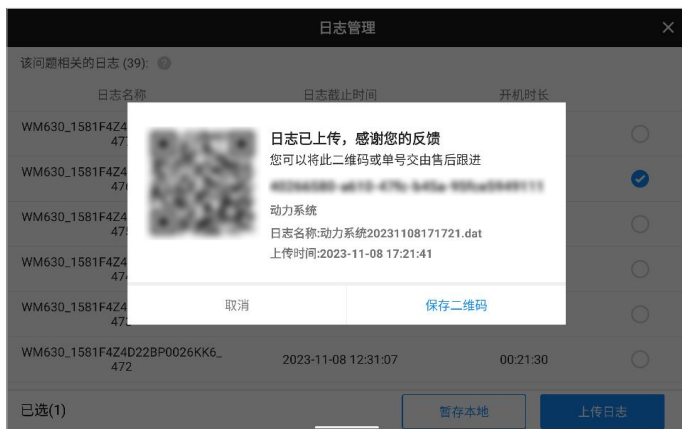 日志管理
该问题相关的日志 (39): ?
日志名称 日志截止时间 开机时长
WM630_1581F4Z4
WM630_1581F4Z4
WM630_1581F4Z4
WM630_1581F4Z4
WM630_1581F4Z4
WM630_1581F4Z4D22BP0026KK6_
472 2023-11-08 12:31:07 00:21:30
日志已上传，感谢您的反馈
您可以将此二维码或单号交由售后跟进
动力系统
日志名称:动力系统20231108171721.dat
上传时间:2023-11-08 17:21:41
取消 保存二维码
已选(1) 暂存本地 上传日志